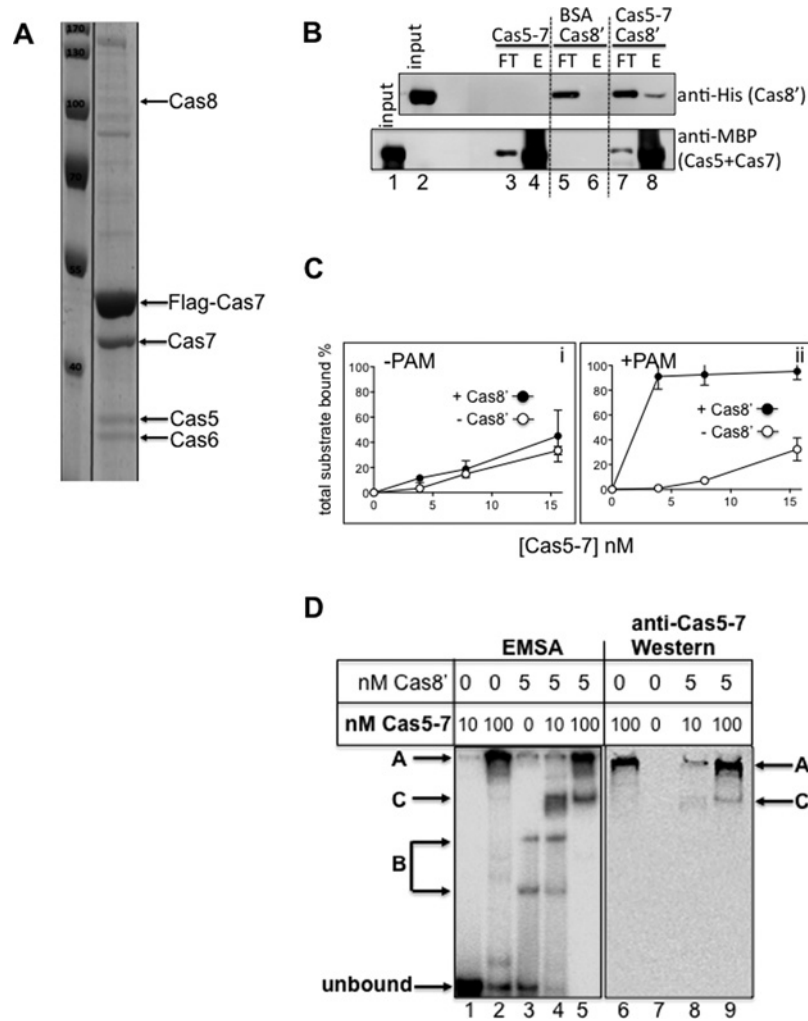 A
170
130
100
70
55
40
Cas8
Flag-Cas7
Cas7
Cas5
Cas6
B
input
input
Cas5-7
BSA
Cas8'
Cas5-7
Cas8'
FT E FT E FT E
anti-His (Cas8')
anti-MBP
(Cas5+Cas7)
1 2 3 4 5 6 7 8
C
total substrate bound %
-PAM i
100
80
60
40
20
0
+ Cas8'
- Cas8'
0 5 10 15
+PAM ii
100
80
60
40
20
0
+ Cas8'
- Cas8'
0 5 10 15
[Cas5-7] nM
D
EMSA
anti-Cas5-7
Western
nM Cas8' 0 0 5 5 5 0 0 5 5
nM Cas5-7 10 100 0 10 100 100 0 10 100
A
C
B
unbound
A
C
1 2 3 4 5 6 7 8 9